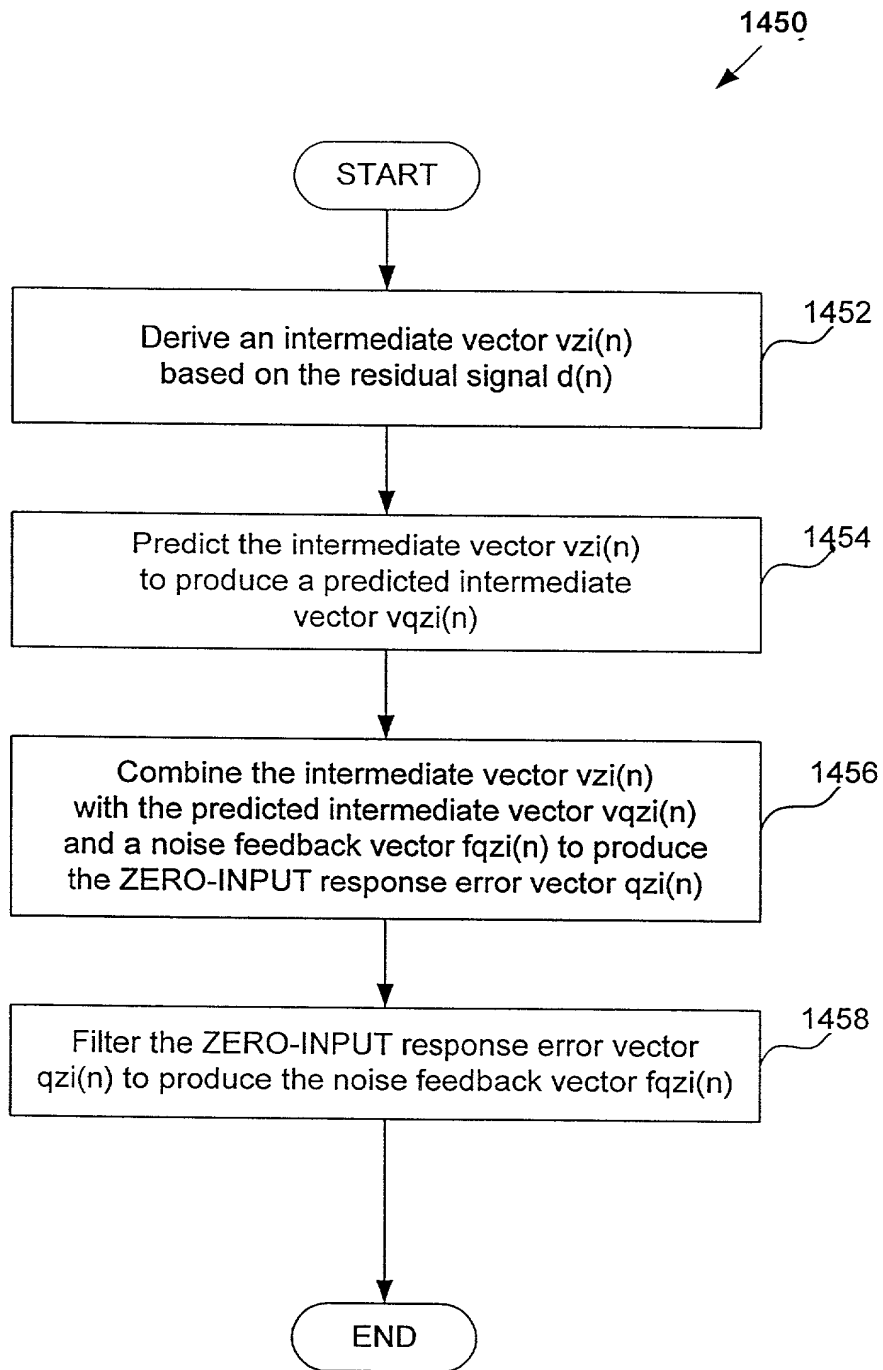 1450
START
1452
Derive an intermediate vector vzi(n)
based on the residual signal d(n)
1454
Predict the intermediate vector vzi(n)
to produce a predicted intermediate
vector vqzi(n)
1456
Combine the intermediate vector vzi(n)
with the predicted intermediate vector vqzi(n)
and a noise feedback vector fqzi(n) to produce
the ZERO-INPUT response error vector qzi(n)
1458
Filter the ZERO-INPUT response error vector
qzi(n) to produce the noise feedback vector fqzi(n)
END